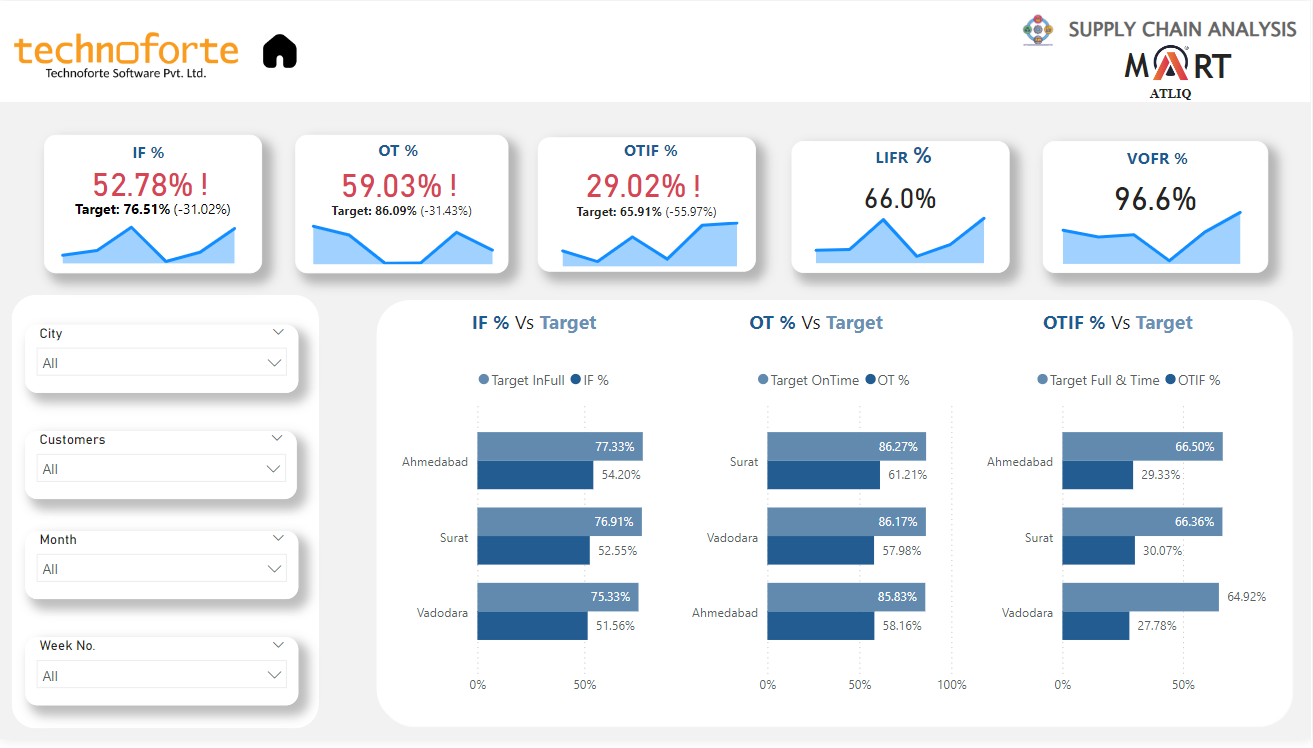 technoforte
Technoforte Software Pvt. Ltd.
SUPPLY CHAIN ANALYSIS
MART
ATLIQ
IF %
52.78% !
Target: 76.51% (-31.02%)
OT %
59.03% !
Target: 86.09% (-31.43%)
OTIF %
29.02% !
Target: 65.91% (-55.97%)
LIFR %
66.0%
VOFR %
96.6%
City
All
Customers
All
Month
All
Week No.
All
IF % Vs Target
Target InFull IF %
Ahmedabad
77.33%
54.20%
Surat
76.91%
52.55%
Vadodara
75.33%
51.56%
0% 50%
OT % Vs Target
Target OnTime OT %
Surat
86.27%
61.21%
Vadodara
86.17%
57.98%
Ahmedabad
85.83%
58.16%
0% 50% 100%
OTIF % Vs Target
Target Full & Time OTIF %
Ahmedabad
66.50%
29.33%
Surat
66.36%
30.07%
Vadodara
64.92%
27.78%
0% 50%